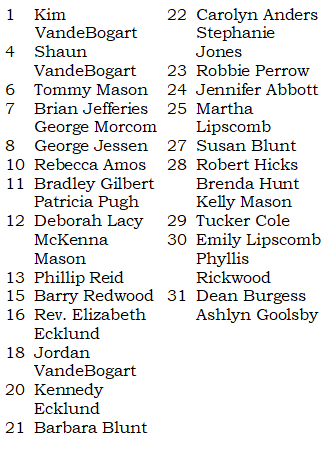 1 Kim
VandeBogart
4 Shaun
VandeBogart
6 Tommy Mason
7 Brian Jefferies
George Morcom
8 George Jessen
10 Rebecca Amos
11 Bradley Gilbert
Patricia Pugh
12 Deborah Lacy
McKenna
Mason
13 Phillip Reid
15 Barry Redwood
16 Rev. Elizabeth
Ecklund
18 Jordan
VandeBogart
20 Kennedy
Ecklund
21 Barbara Blunt
22 Carolyn Anders
Stephanie
Jones
23 Robbie Perrow
24 Jennifer Abbott
25 Martha
Lipscomb
27 Susan Blunt
28 Robert Hicks
Brenda Hunt
Kelly Mason
29 Tucker Cole
30 Emily Lipscomb
Phyllis
Rickwood
31 Dean Burgess
Ashlyn Goolsby